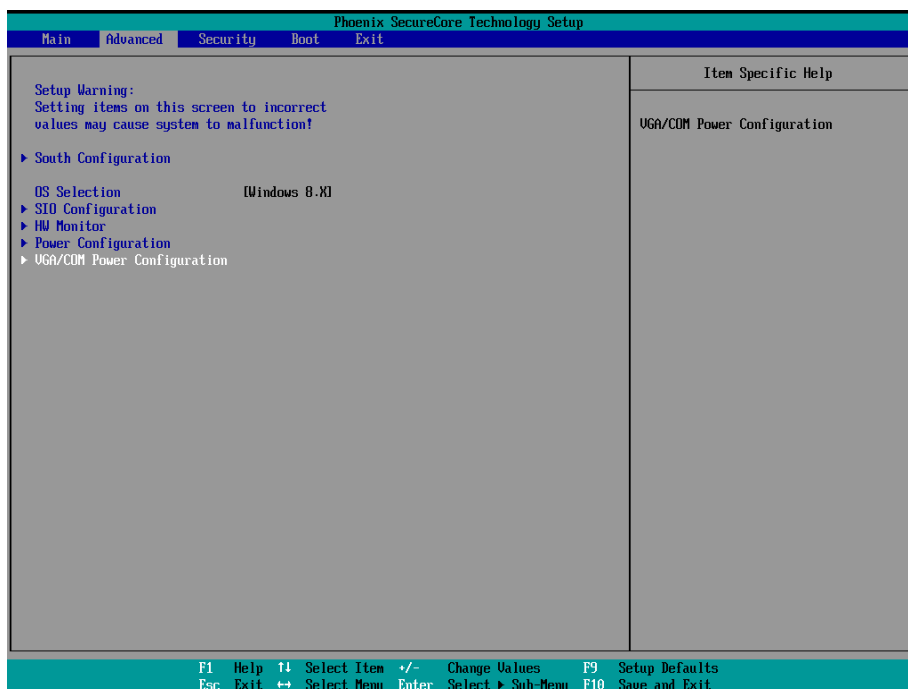 Phoenix SecureCore Technology Setup
Main Advanced Security Boot Exit
Item Specific Help
Setup Warning:
Setting items on this screen to incorrect
values may cause system to malfunction!
VGA/COM Power Configuration
South Configuration
OS Selection [Windows 8.X]
SIO Configuration
HW Monitor
Power Configuration
VGA/COM Power Configuration
F1 Help ↑↓ Select Item +/- Change Values F9 Setup Defaults
Esc Exit ↔ Select Menu Enter Select ▶ Sub-Menu F10 Save and Exit